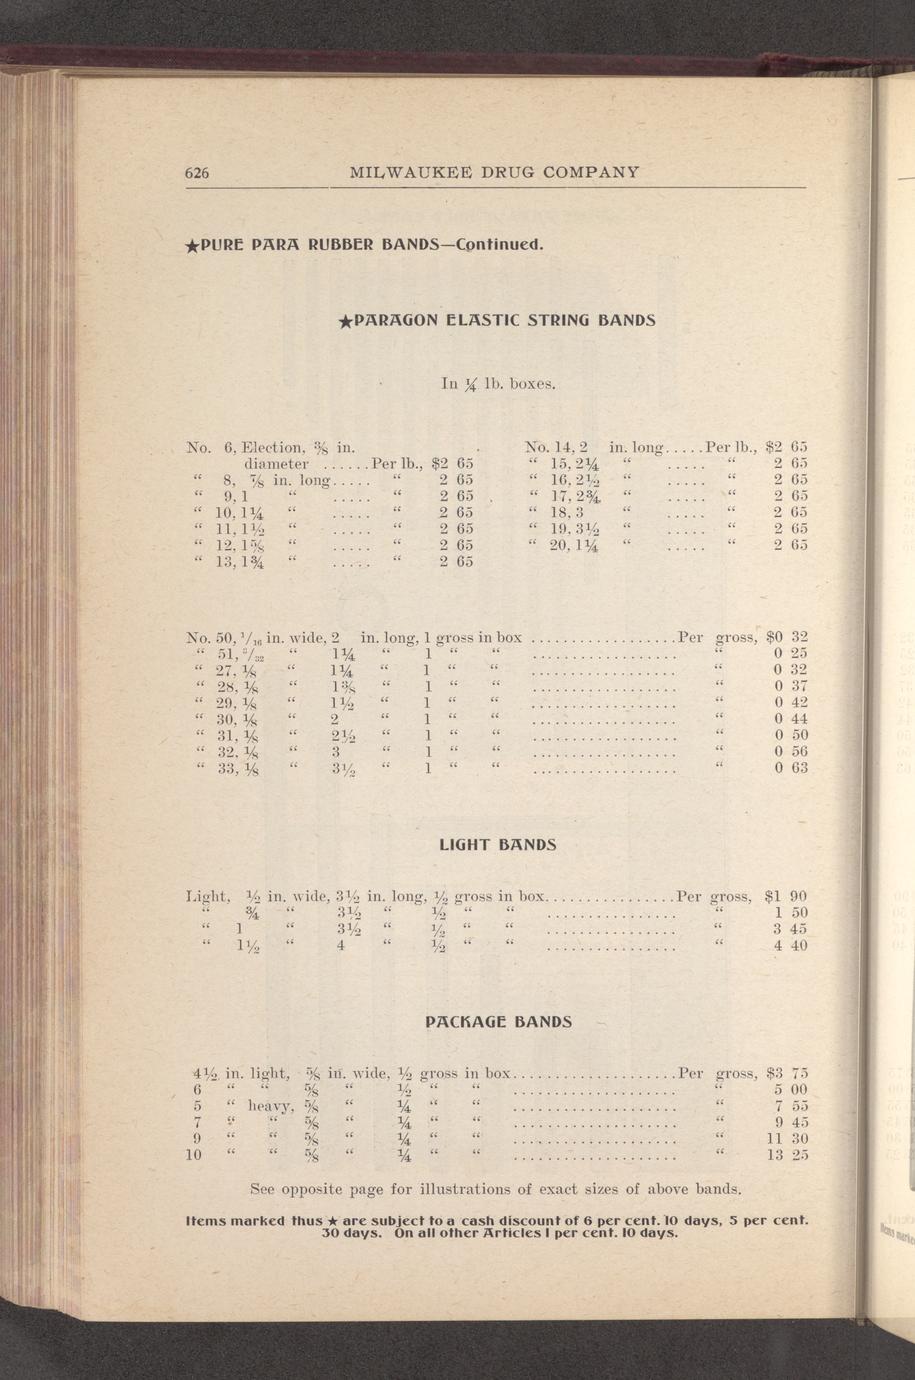 626 MILWAUKEE DRUG COMPANY
★PURE PARA RUBBER BANDS—Continued.
★PARAGON ELASTIC STRING BANDS
In ¼ lb. boxes.
No. 6, Election, ⅜ in.
diameter ......Per lb., $2 65
“ 8, ⅞ in. long..... “ 2 65
“ 9, 1 “ ..... “ 2 65
“ 10, 1¼ “ ..... “ 2 65
“ 11, 1½ “ ..... “ 2 65
“ 12, 1⅝ “ ..... “ 2 65
“ 13, 1¾ “ ..... “ 2 65
No. 14, 2 in. long.....Per lb., $2 65
“ 15, 2¼ “ ..... “ 2 65
“ 16, 2½ “ ..... “ 2 65
“ 17, 2¾ “ ..... “ 2 65
“ 18, 3 “ ..... “ 2 65
“ 19, 3½ “ ..... “ 2 65
“ 20, 1¼ “ ..... “ 2 65
No. 50, 1/16 in. wide, 2 in. long, 1 gross in box .................Per gross, $0 32
“ 51, 3/32 “ 1¼ “ 1 “ “ .................. “ 0 25
“ 27, ⅛ “ 1¼ “ 1 “ “ .................. “ 0 32
“ 28, ⅛ “ 1⅜ “ 1 “ “ .................. “ 0 37
“ 29, ⅛ “ 1½ “ 1 “ “ .................. “ 0 42
“ 30, ⅛ “ 2 “ 1 “ “ .................. “ 0 44
“ 31, ⅛ “ 2½ “ 1 “ “ .................. “ 0 50
“ 32, ⅛ “ 3 “ 1 “ “ .................. “ 0 56
“ 33, ⅛ “ 3½ “ 1 “ “ .................. “ 0 63
LIGHT BANDS
Light, ½ in. wide, 3½ in. long, ½ gross in box................Per gross, $1 90
“ ¾ “ 3½ “ ½ “ “ ................ “ 1 50
“ 1 “ 3½ “ ½ “ “ ................ “ 3 45
“ 1½ “ 4 “ ½ “ “ ................ “ 4 40
PACKAGE BANDS
4½ in. light, ⅝ in. wide, ½ gross in box....................Per gross, $3 75
6 “ “ ⅝ “ ½ “ “ .................... “ 5 00
5 “ heavy, ⅝ “ ¼ “ “ .................... “ 7 55
7 “ “ ⅝ “ ¼ “ “ .................... “ 9 45
9 “ “ ⅝ “ ¼ “ “ .................... “ 11 30
10 “ “ ⅝ “ ¼ “ “ .................... “ 13 25
See opposite page for illustrations of exact sizes of above bands.
Items marked thus ★ are subject to a cash discount of 6 per cent. 10 days, 5 per cent.
30 days. On all other Articles 1 per cent. 10 days.